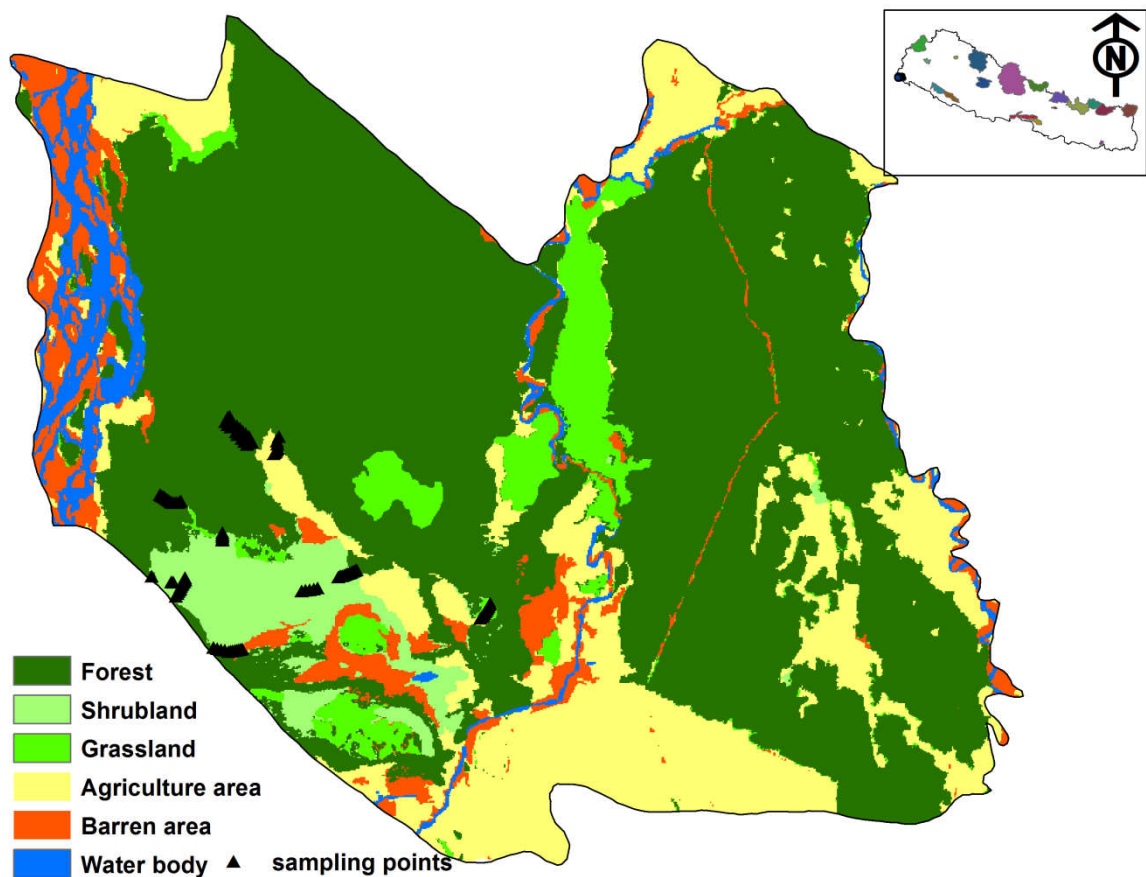 N
Forest
Shrubland
Grassland
Agriculture area
Barren area
Water body sampling points